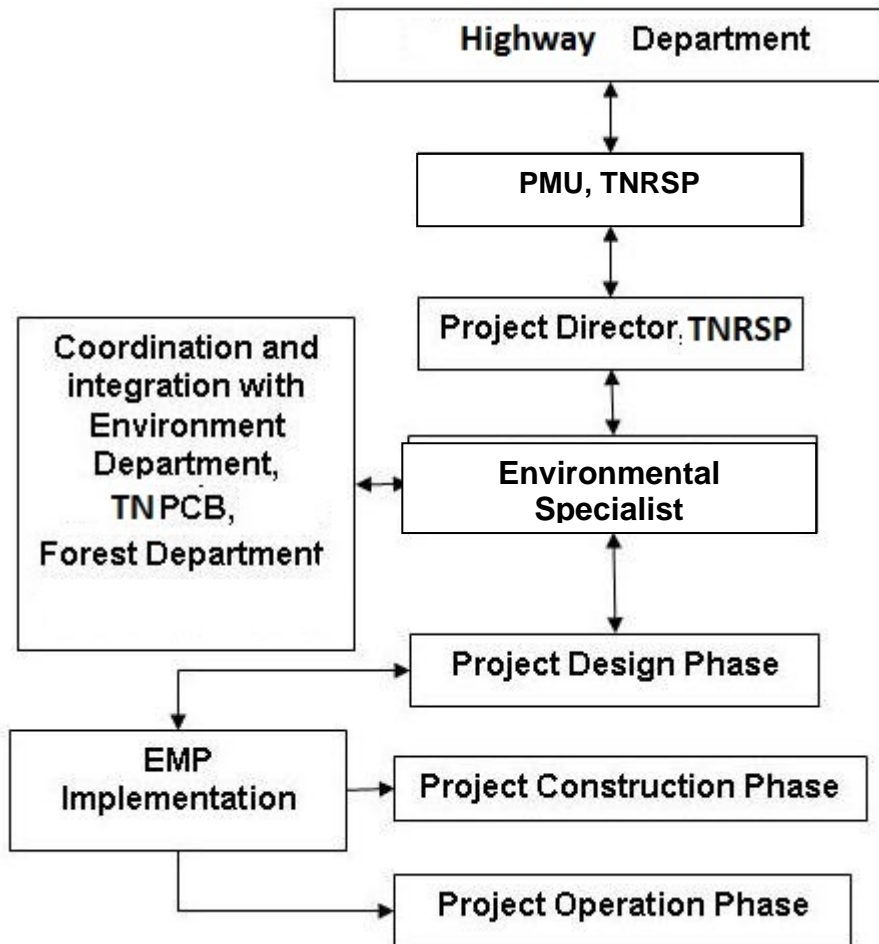 Highway Department
PMU, TNRSP
Project Director, TNRSP
Coordination and
integration with
Environment
Department,
TNPCB,
Forest Department
Environmental
Specialist
Project Design Phase
EMP
Implementation
Project Construction Phase
Project Operation Phase